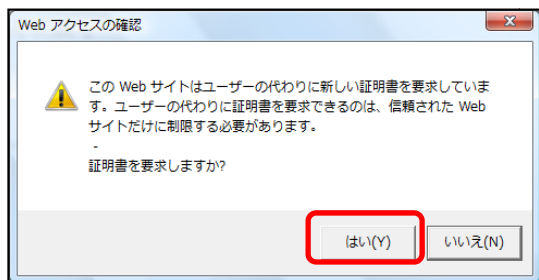 Web アクセスの確認
この Web サイトはユーザーの代わりに新しい証明書を要求していま
す。ユーザーの代わりに証明書を要求できるのは、信頼された Web
サイトだけに制限する必要があります。
-
証明書を要求しますか?
はい(Y)
いいえ(N)